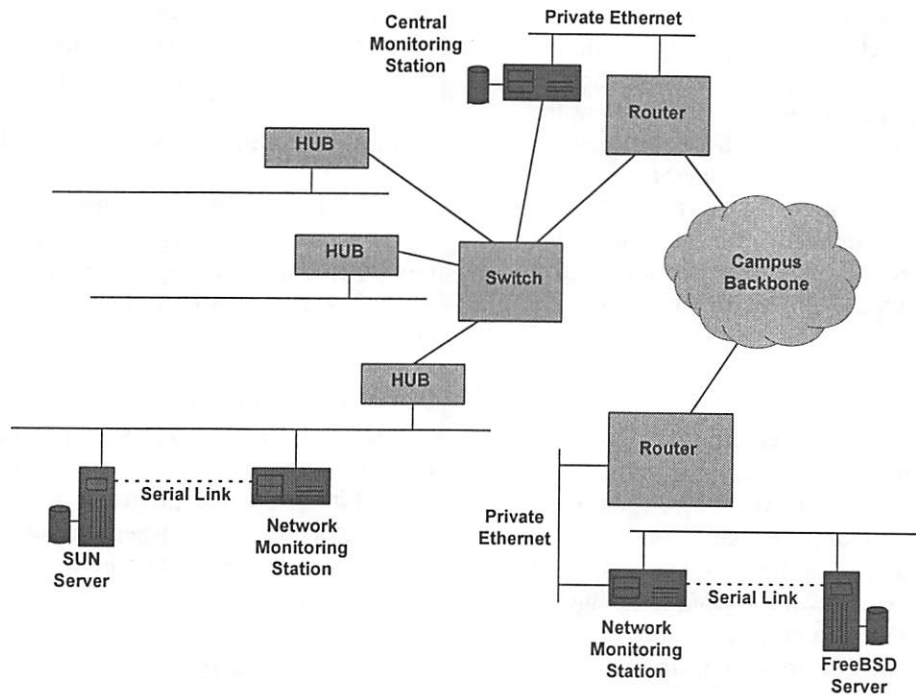 Private Ethernet
Central
Monitoring
Station
Router
HUB
HUB
Switch
Campus
Backbone
HUB
Router
Serial Link
Private
Ethernet
Network
Monitoring
Station
SUN
Server
Serial Link
Network
Monitoring
Station
FreeBSD
Server